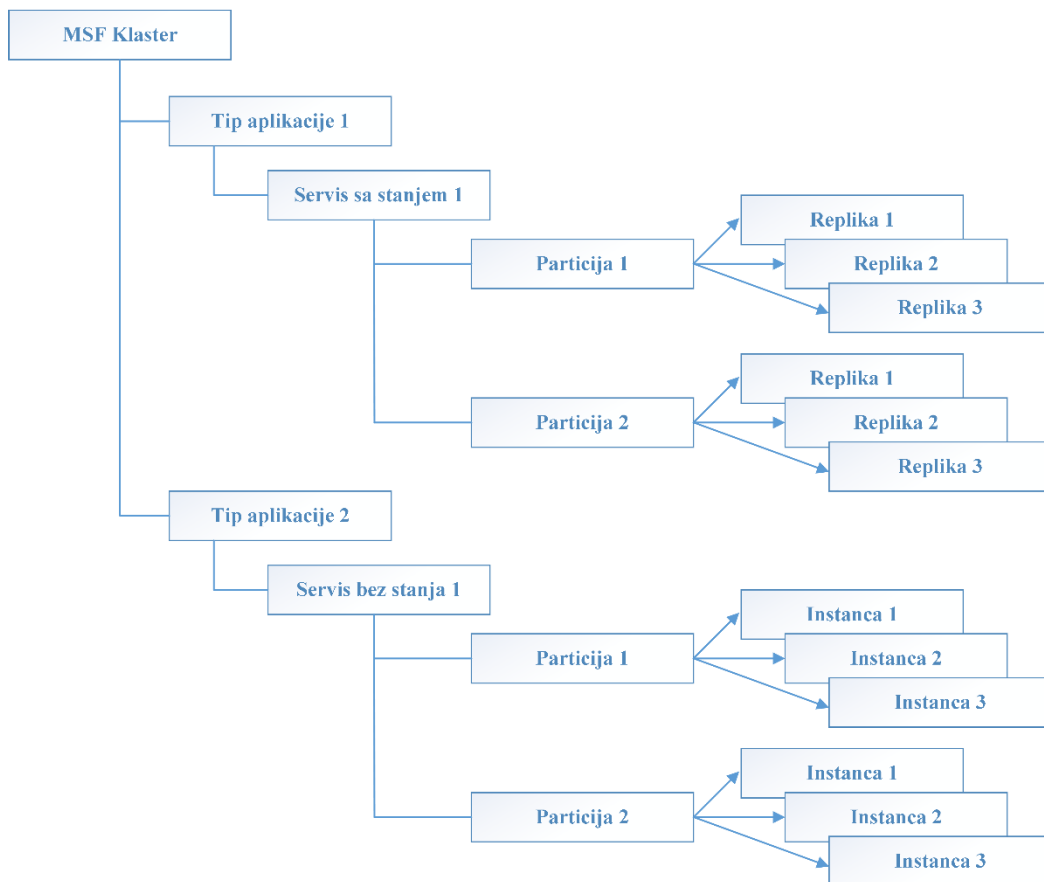 MSF Klaster
Tip aplikacije 1
Servis sa stanjem 1
Particija 1
Replika 1
Replika 2
Replika 3
Particija 2
Replika 1
Replika 2
Replika 3
Tip aplikacije 2
Servis bez stanja 1
Particija 1
Instanca 1
Instanca 2
Instanca 3
Particija 2
Instanca 1
Instanca 2
Instanca 3